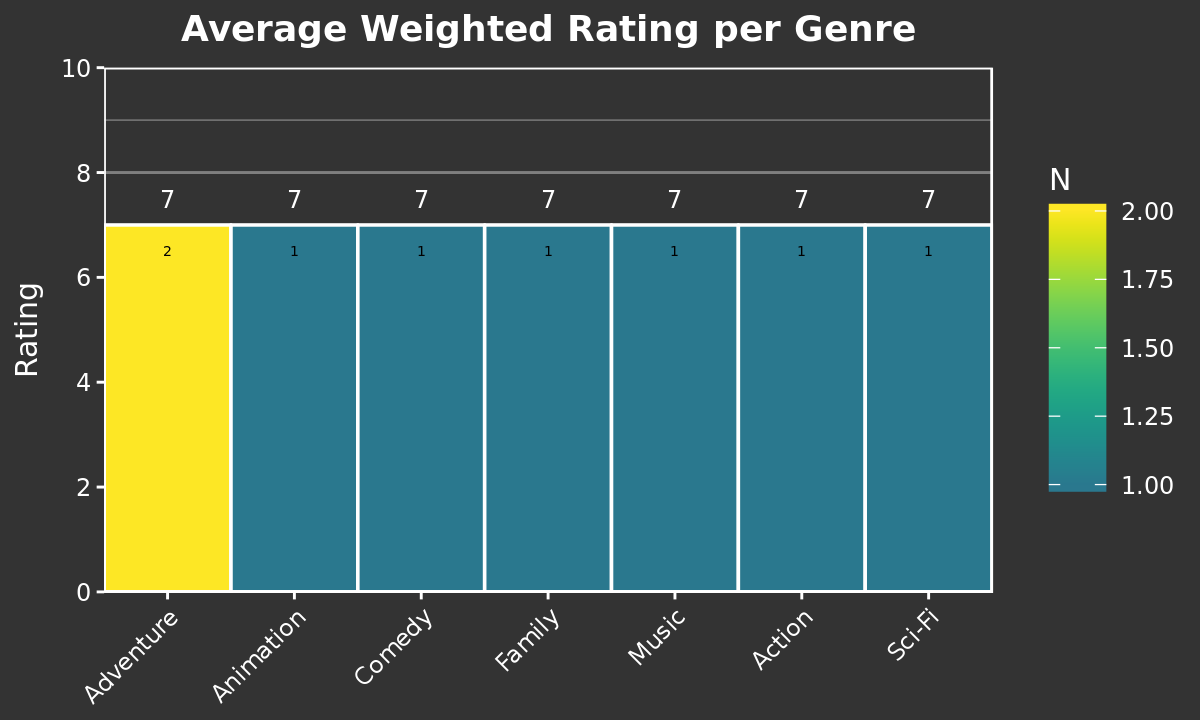 Average Weighted Rating per Genre
Rating
10
8
6
4
2
0
7 7 7 7 7 7 7
2 1 1 1 1 1 1
Adventure Animation Comedy Family Music Action Sci-Fi
N
2.00
1.75
1.50
1.25
1.00